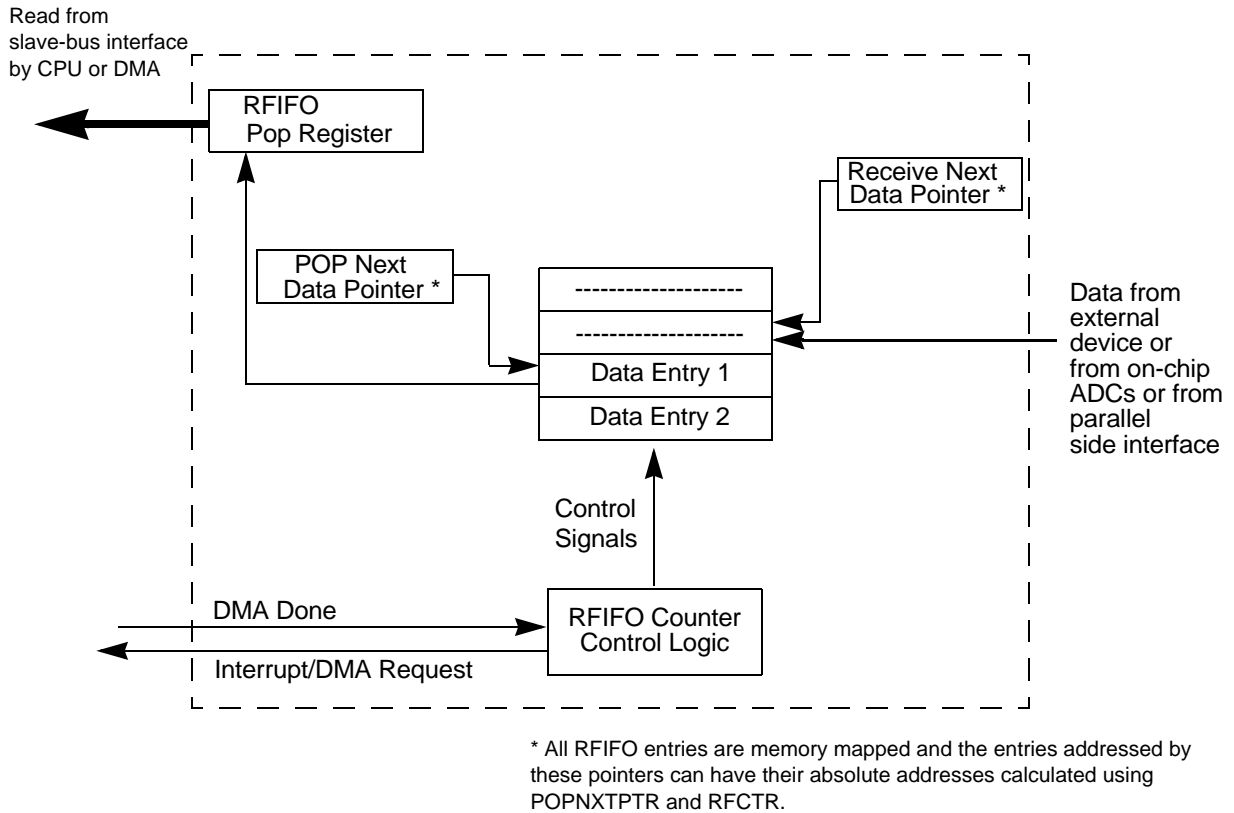 Read from
slave-bus interface
by CPU or DMA
RFIFO
Pop Register
Receive Next
Data Pointer *
POP Next
Data Pointer *
--------------------
--------------------
Data Entry 1
Data Entry 2
Data from
external
device or
from on-chip
ADCs or from
parallel
side interface
Control
Signals
DMA Done
RFIFO Counter
Control Logic
Interrupt/DMA Request
* All RFIFO entries are memory mapped and the entries addressed by
these pointers can have their absolute addresses calculated using
POPNXTPTR and RFCTR.